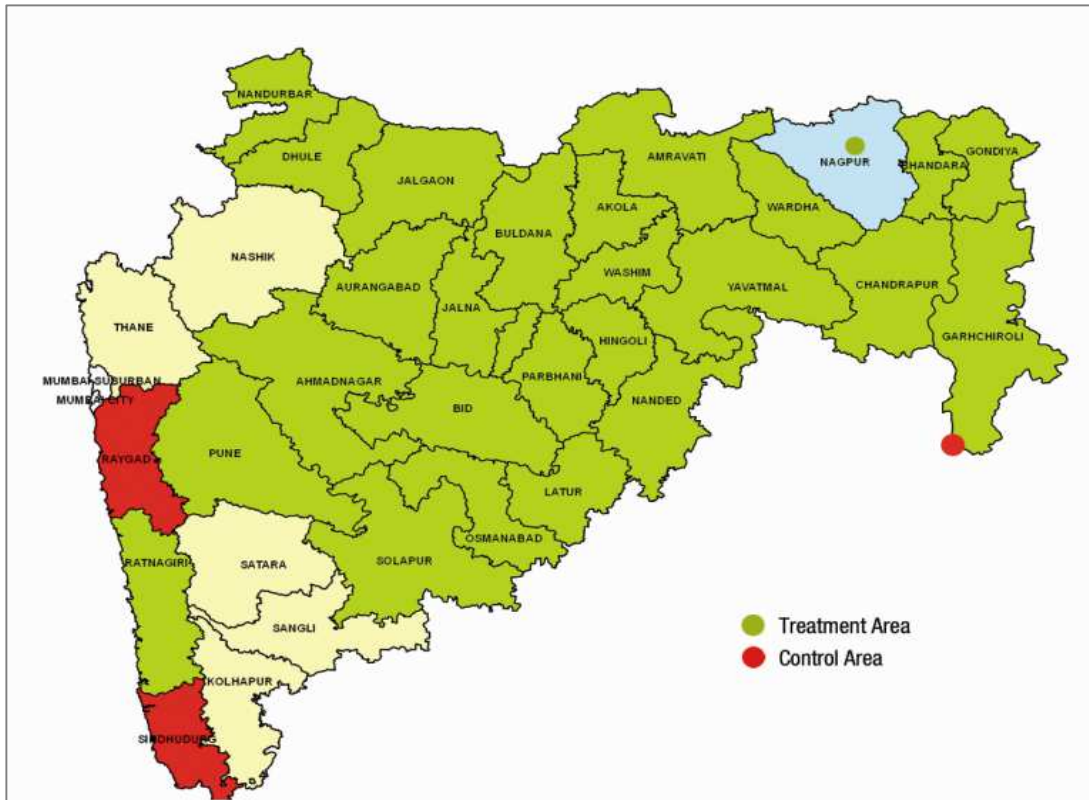 NANDURBAR
DHULE
JALGAON
AMRAVATI
NAGPUR
BHANDARA
GONDIYA
AKOLA
WARDHA
BULDANA
NASHIK
WASHIM
AURANGABAD
YAVATMAL
CHANDRAPUR
JALNA
THANE
GARHCHIROLI
HINGOLI
PARBHANI
MUMBAI SUBURBAN
AHMADNAGAR
MUMBAI CITY
NANDED
BID
PUNE
RAYGAD
LATUR
OSMANABAD
RATNAGIRI
SATARA
SOLAPUR
SANGLI
Treatment Area
Control Area
KOLHAPUR
SINDHUDURG